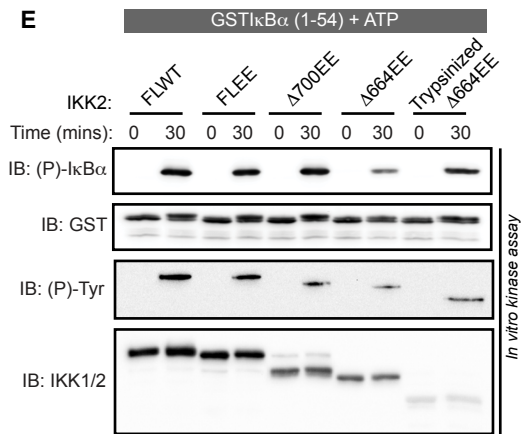 E
GSTIκBα (1-54) + ATP
IKK2: FLWT FLEE Δ700EE Δ664EE Trypsinized Δ664EE
Time (mins): 0 30 0 30 0 30 0 30 0 30
IB: (P)-IκBα
IB: GST
IB: (P)-Tyr
IB: IKK1/2
In vitro kinase assay